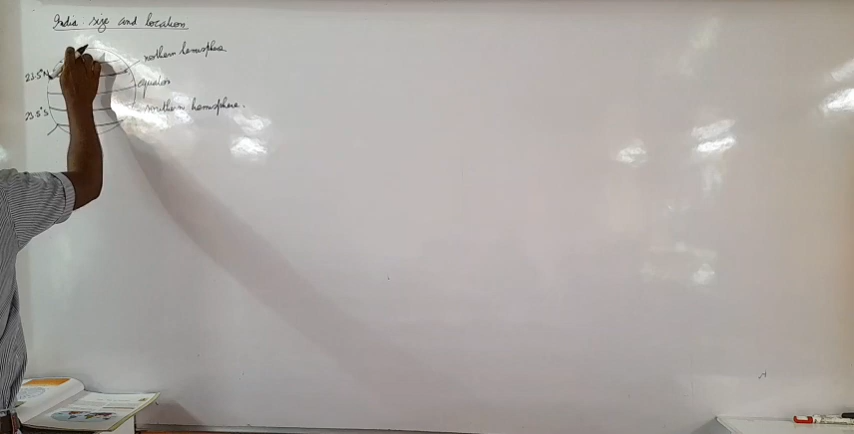 India: size and location
northern hemisphere
23.5°N
equator
23.5°S
southern hemisphere.